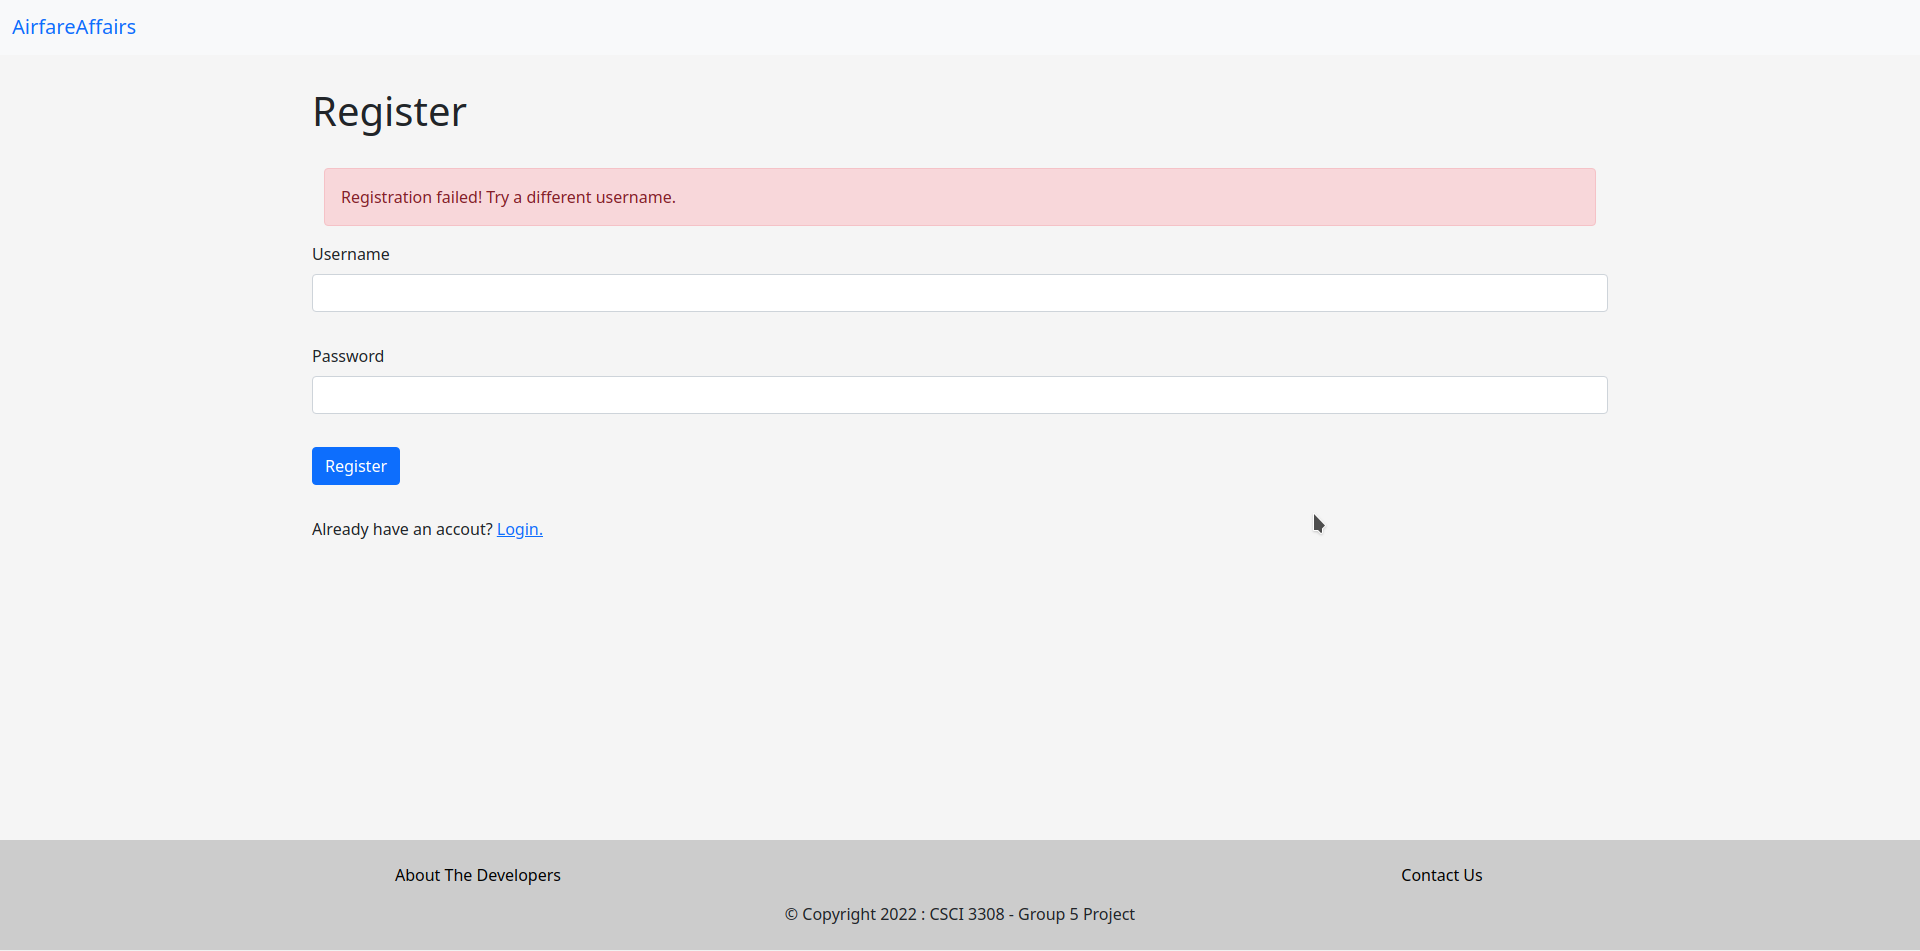 AirfareAffairs
Register
Registration failed! Try a different username.
Username
Password
Register
Already have an accout? Login.
About The Developers
Contact Us
© Copyright 2022 : CSCI 3308 - Group 5 Project